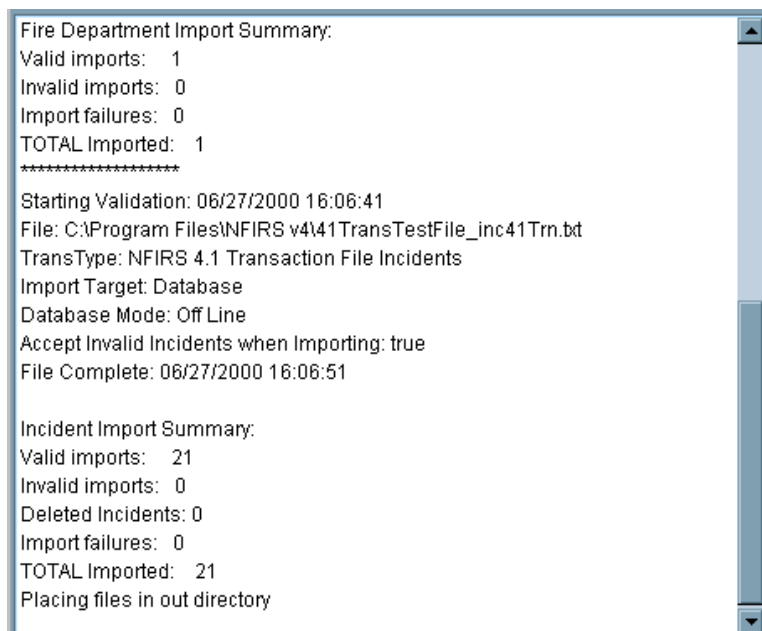 Fire Department Import Summary:
Valid imports: 1
Invalid imports: 0
Import failures: 0
TOTAL Imported: 1
*******************
Starting Validation: 06/27/2000 16:06:41
File: C:\Program Files\NFIRS v4\41TransTestFile_inc41Trn.txt
TransType: NFIRS 4.1 Transaction File Incidents
Import Target: Database
Database Mode: Off Line
Accept Invalid Incidents when Importing: true
File Complete: 06/27/2000 16:06:51
Incident Import Summary:
Valid imports: 21
Invalid imports: 0
Deleted Incidents: 0
Import failures: 0
TOTAL Imported: 21
Placing files in out directory